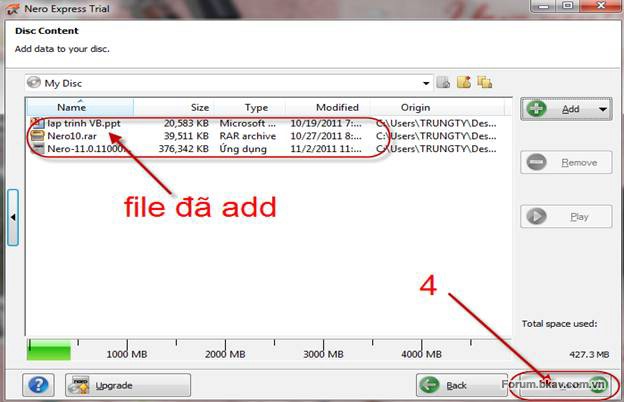 Nero Express Trial
Disc Content
Add data to your disc.
My Disc
Name Size Type Modified Origin
lap trinh VB.ppt 20,583 KB Microsoft ... 10/19/2011 7:... C:\Users\TRUNGTY\Des...
Nero10.rar 39,511 KB RAR archive 10/27/2011 8:... C:\Users\TRUNGTY\Des...
Nero-11.0.11000... 376,342 KB Ứng dụng 11/2/2011 11:... C:\Users\TRUNGTY\Des...
Add
Remove
Play
file đã add
4
Total space used:
1000 MB 2000 MB 3000 MB 4000 MB
427.3 MB
Upgrade
Back
Forum.bkav.com.vn